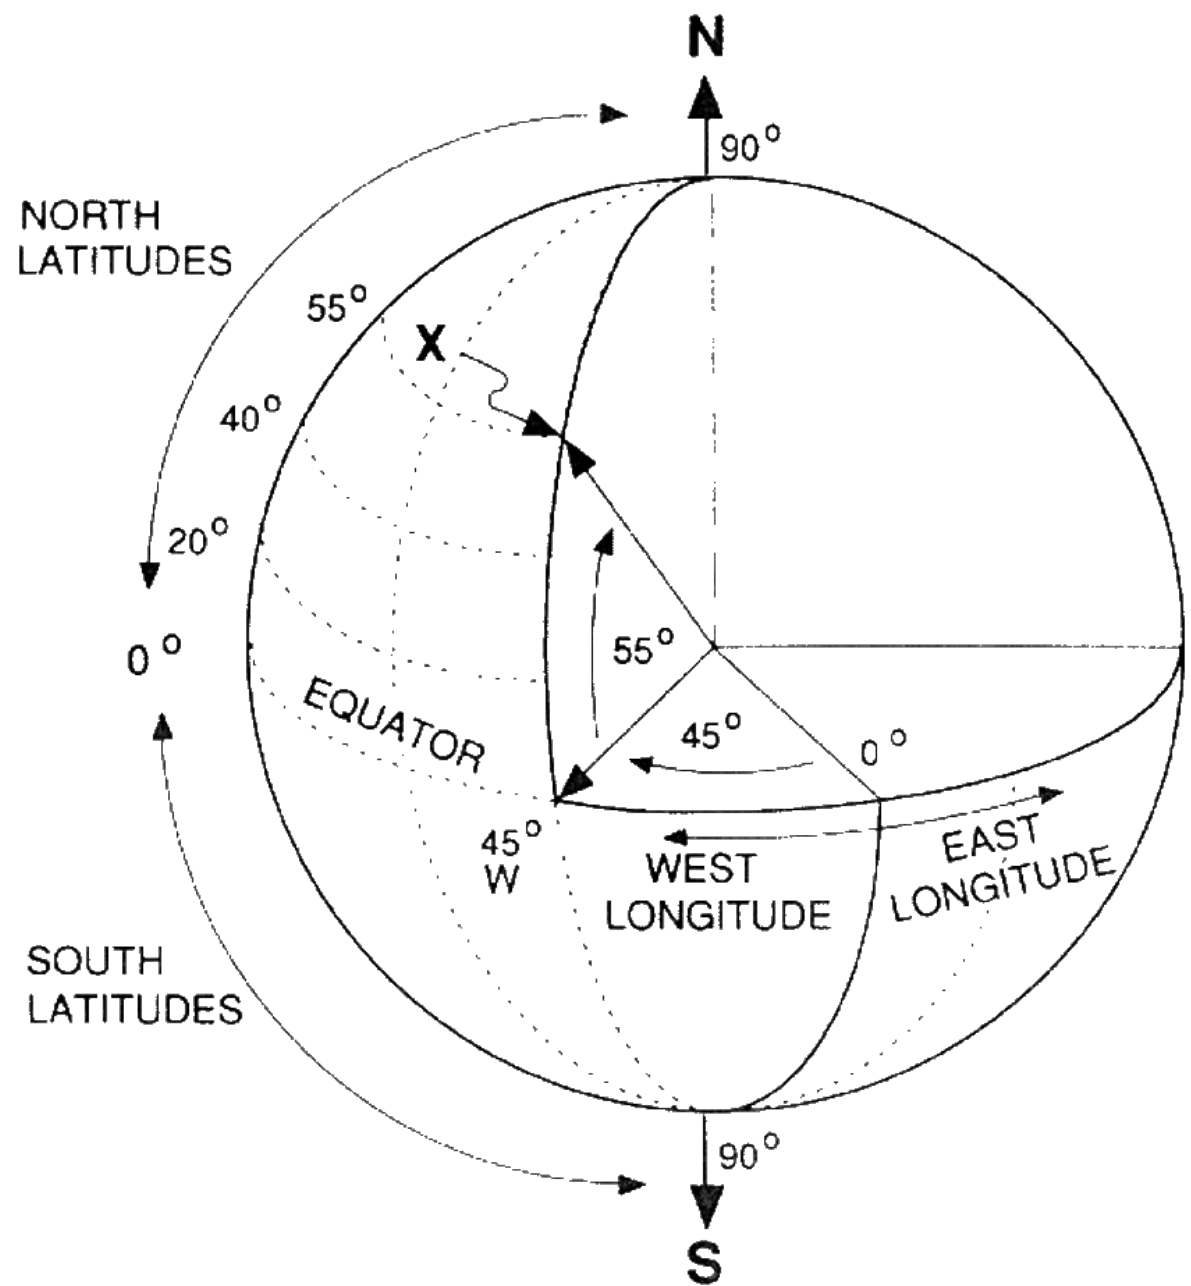 N
90°
NORTH
LATITUDES
55°
X
40°
20°
0°
55°
EQUATOR
45°
0°
45°
W
WEST
LONGITUDE
EAST
LONGITUDE
SOUTH
LATITUDES
90°
S